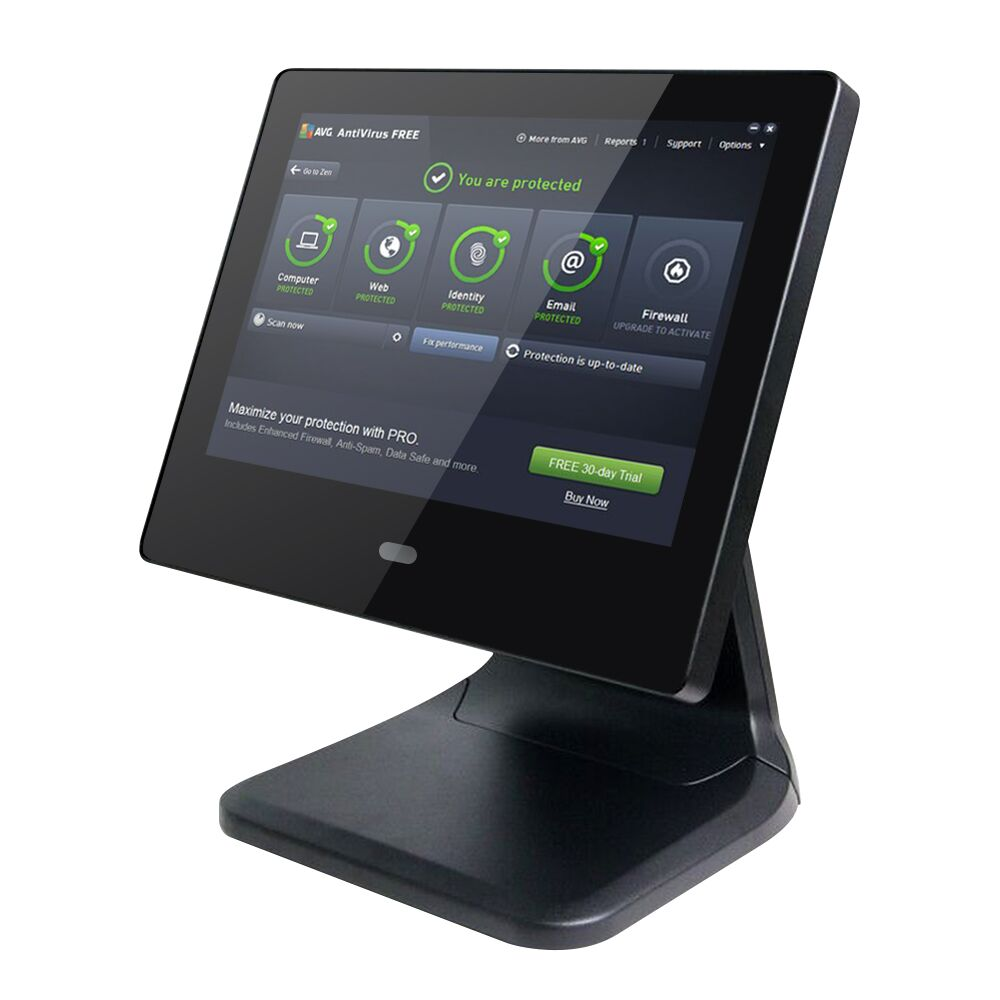 AVG AntiVirus FREE
More from AVG
Reports 1
Support
Options
Go to Zen
You are protected
Computer
PROTECTED
Web
PROTECTED
Identity
PROTECTED
@
Email
PROTECTED
Firewall
UPGRADE TO ACTIVATE
Scan now
Fix performance
Protection is up-to-date
Maximize your protection with PRO.
Includes Enhanced Firewall, Anti-Spam, Data Safe and more.
FREE 30-day Trial
Buy Now